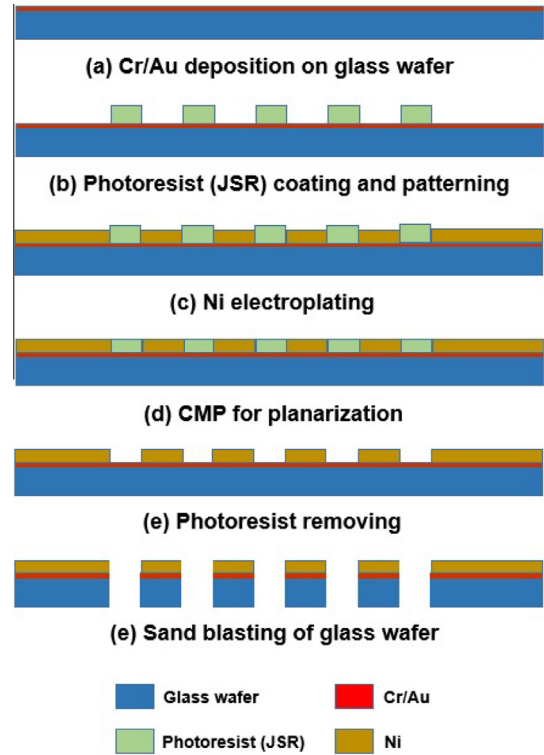 (a) Cr/Au deposition on glass wafer
(b) Photoresist (JSR) coating and patterning
(c) Ni electroplating
(d) CMP for planarization
(e) Photoresist removing
(e) Sand blasting of glass wafer
Glass wafer
Cr/Au
Photoresist (JSR)
Ni